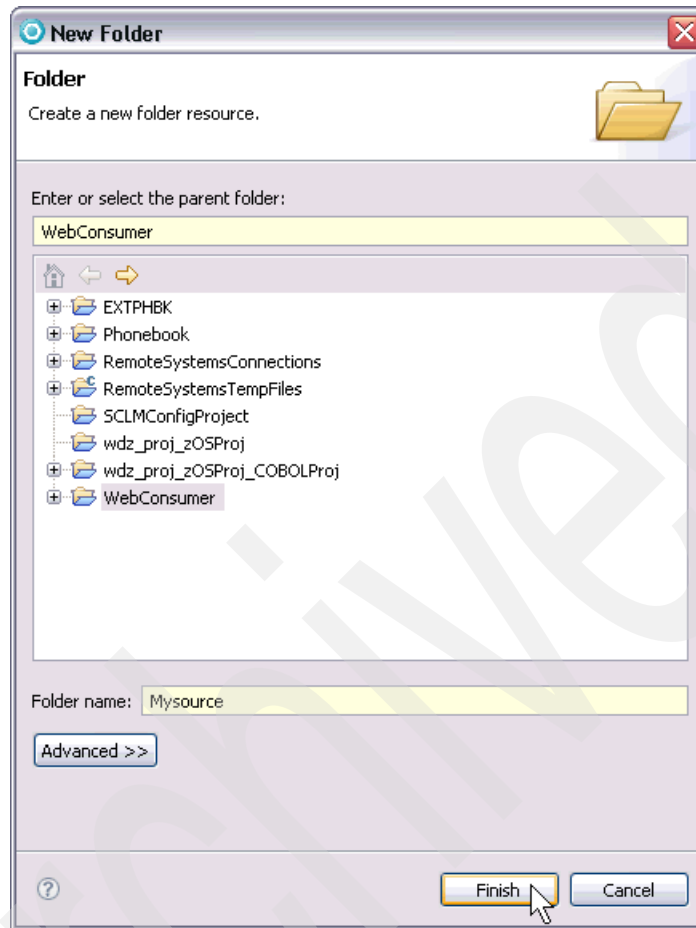 New Folder
Folder
Create a new folder resource.
Enter or select the parent folder:
WebConsumer
EXTPHBK
Phonebook
RemoteSystemsConnections
RemoteSystemsTempFiles
SCLMConfigProject
wdz_proj_zOSProj
wdz_proj_zOSProj_COBOLProj
WebConsumer
Folder name: Mysource
Advanced >>
Finish Cancel